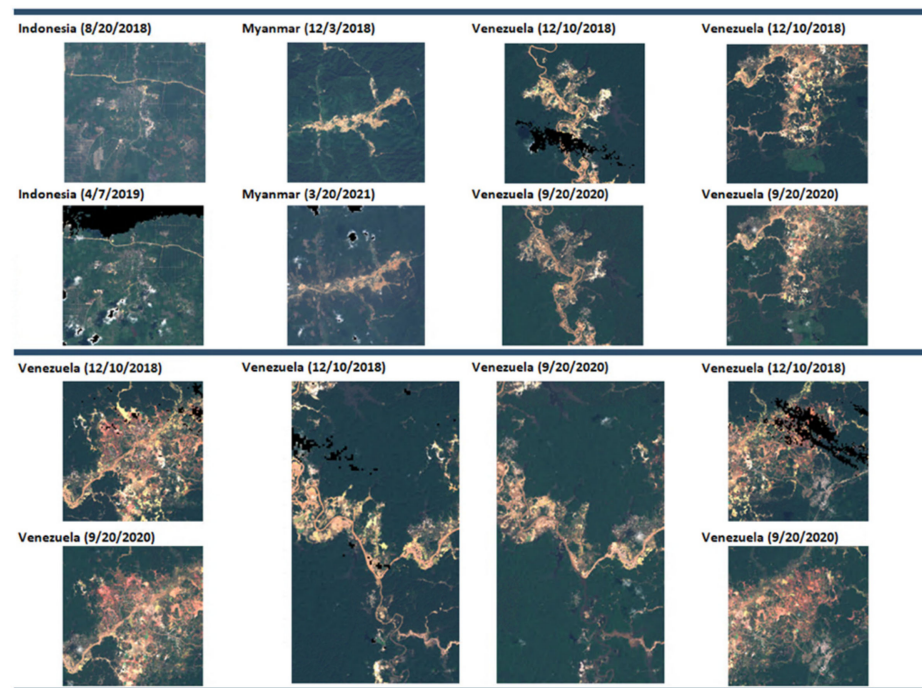 Indonesia (8/20/2018)
Myanmar (12/3/2018)
Venezuela (12/10/2018)
Venezuela (12/10/2018)
Indonesia (4/7/2019)
Myanmar (3/20/2021)
Venezuela (9/20/2020)
Venezuela (9/20/2020)
Venezuela (12/10/2018)
Venezuela (12/10/2018)
Venezuela (9/20/2020)
Venezuela (12/10/2018)
Venezuela (9/20/2020)
Venezuela (9/20/2020)